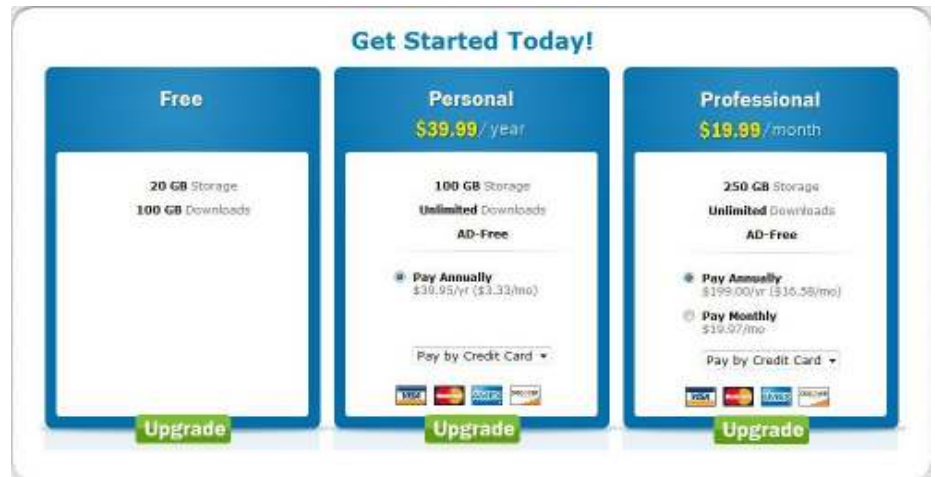 Get Started Today!
Free
20 GB Storage
100 GB Downloads
Upgrade
Personal
$39.99/year
100 GB Storage
Unlimited Downloads
AD-Free
Pay Annually
$39.95/yr ($3.33/mo)
Pay by Credit Card
VISA
Upgrade
Professional
$19.99/month
250 GB Storage
Unlimited Downloads
AD-Free
Pay Annually
$199.00/yr ($16.58/mo)
Pay Monthly
$19.97/mo
Pay by Credit Card
VISA
Upgrade